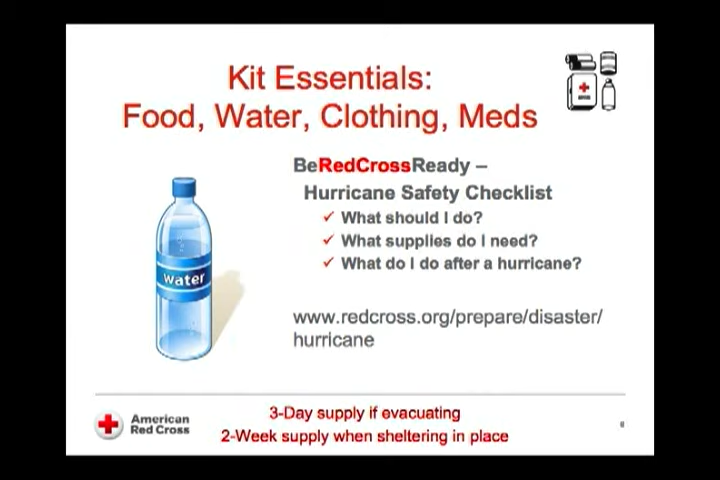 Kit Essentials:
Food, Water, Clothing, Meds
BeRedCrossReady –
Hurricane Safety Checklist
What should I do?
What supplies do I need?
What do I do after a hurricane?
water
www.redcross.org/prepare/disaster/
hurricane
American
Red Cross
3-Day supply if evacuating
2-Week supply when sheltering in place